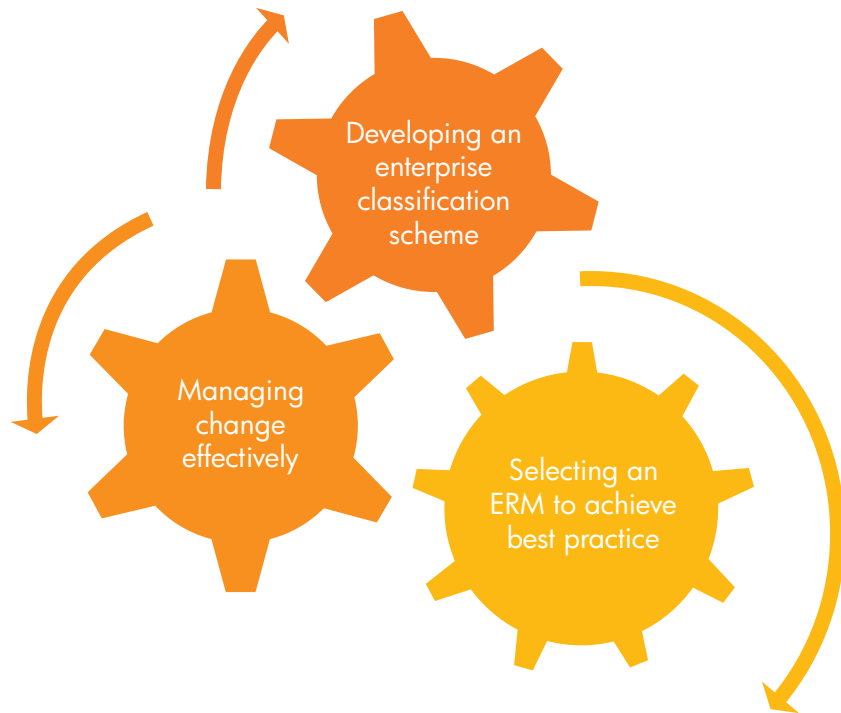 Developing an
enterprise
classification
scheme
Managing
change
effectively
Selecting an
ERM to achieve
best practice